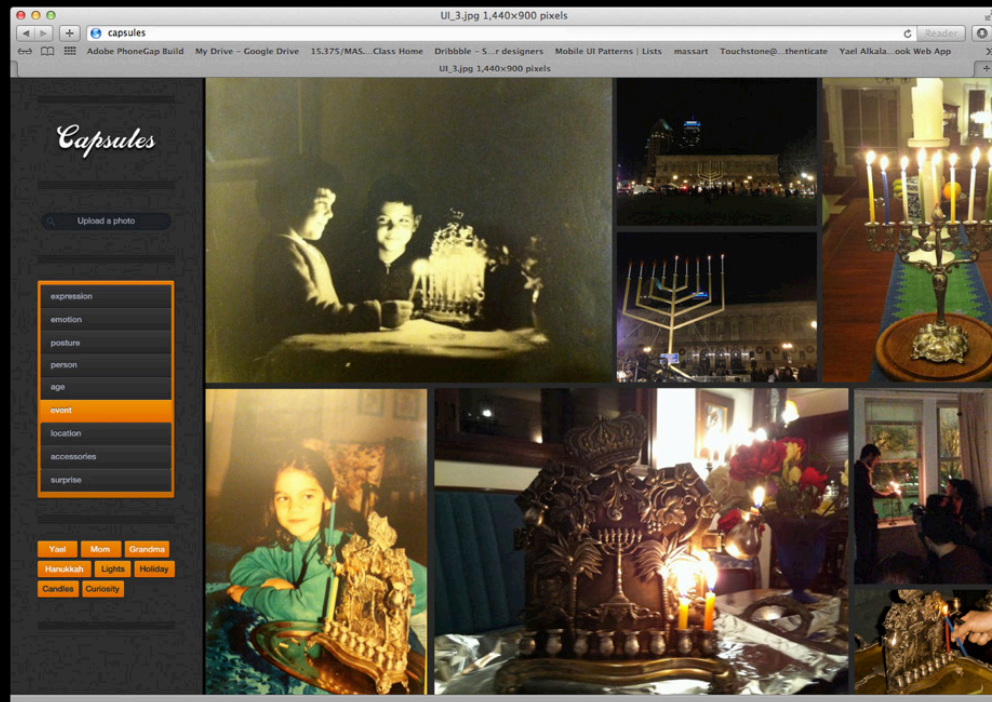 UI_3.jpg 1,440×900 pixels
capsules
Reader
Adobe PhoneGap Build My Drive – Google Drive 15.375/MAS....Class Home Dribbble – S...r designers Mobile UI Patterns | Lists massart Touchstone@...thenticate Yael Alkala...ook Web App
UI_3.jpg 1,440×900 pixels
Capsules
Upload a photo
expression
emotion
posture
person
age
event
location
accessories
surprise
Yael Mom Grandma
Hanukkah Lights Holiday
Candles Curiosity